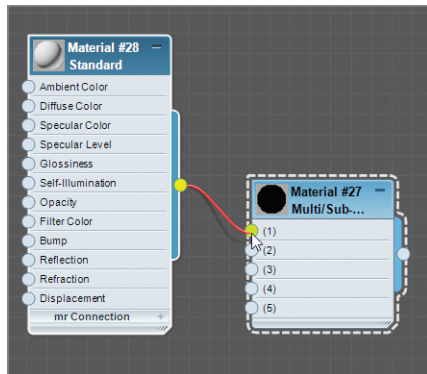 Material #28
Standard
Ambient Color
Diffuse Color
Specular Color
Specular Level
Glossiness
Self-Illumination
Opacity
Filter Color
Bump
Reflection
Refraction
Displacement
mr Connection +
Material #27
Multi/Sub-...
(1)
(2)
(3)
(4)
(5)